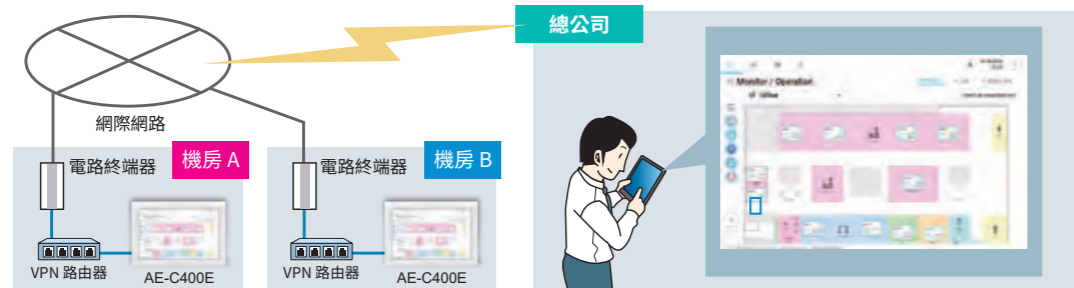 總公司
Monitor / Operation
Office
網際網路
電路終端器
機房 A
電路終端器
機房 B
VPN 路由器
AE-C400E
VPN 路由器
AE-C400E